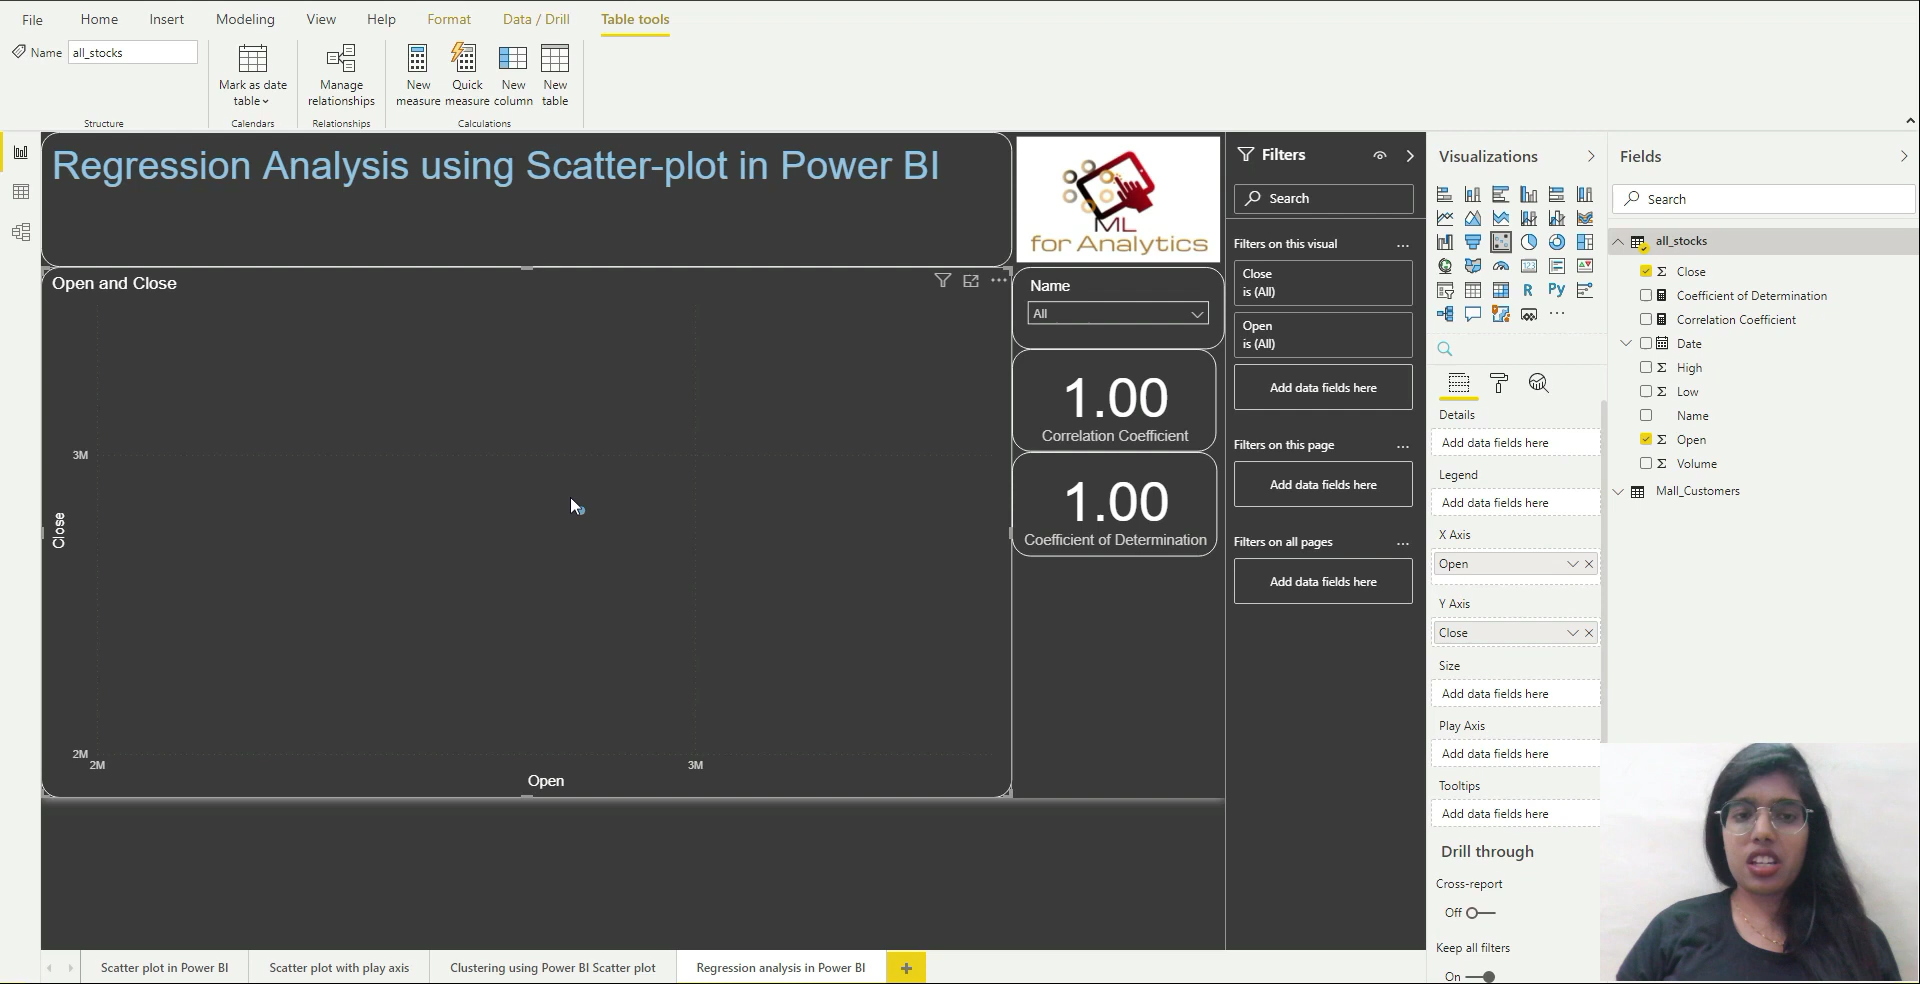 File Home Insert Modeling View Help Format Data / Drill Table tools
Name all_stocks
Mark as date table
Manage relationships
New measure
Quick measure
New column
New table
Structure Calendars Relationships Calculations
Regression Analysis using Scatter-plot in Power BI
ML
for Analytics
Open and Close
3M
Close
2M
2M 3M
Open
Name
All
1.00
Correlation Coefficient
1.00
Coefficient of Determination
Filters
Search
Filters on this visual ...
Close
is (All)
Open
is (All)
Add data fields here
Filters on this page ...
Add data fields here
Filters on all pages ...
Add data fields here
Visualizations
R Py
Details
Add data fields here
Legend
Add data fields here
X Axis
Open
Y Axis
Close
Size
Add data fields here
Play Axis
Add data fields here
Tooltips
Add data fields here
Drill through
Cross-report
Off
Keep all filters
On
Fields
Search
all_stocks
Close
Coefficient of Determination
Correlation Coefficient
Date
High
Low
Name
Open
Volume
Mall_Customers
Scatter plot in Power BI Scatter plot with play axis Clustering using Power BI Scatter plot Regression analysis in Power BI +